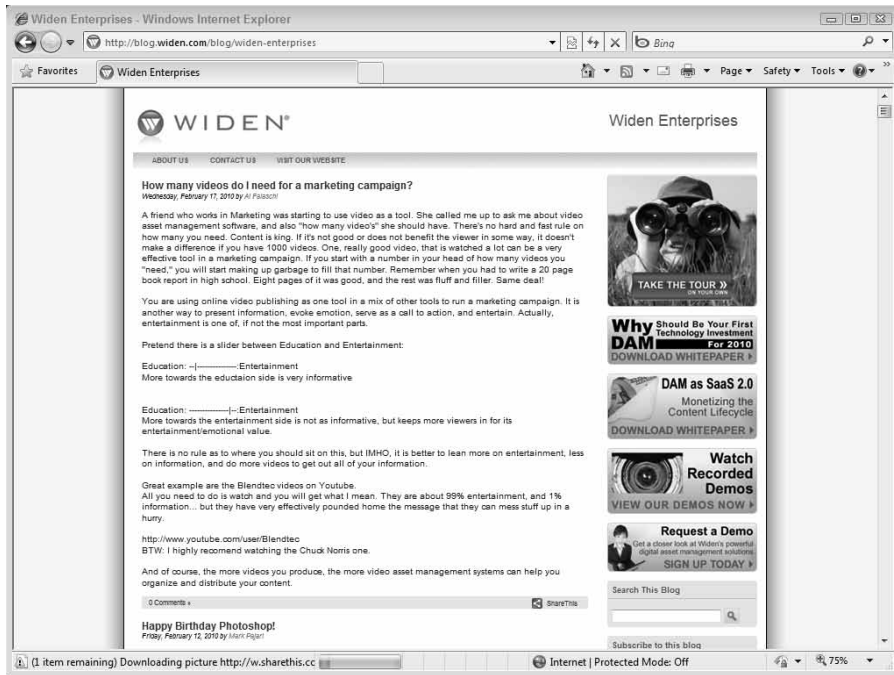 Widen Enterprises - Windows Internet Explorer
http://blog.widen.com/blog/widen-enterprises
Bing
Favorites
Widen Enterprises
Page
Safety
Tools
WIDEN®
Widen Enterprises
ABOUT US CONTACT US VISIT OUR WEBSITE
How many videos do I need for a marketing campaign?
Wednesday, February 17, 2010 by Al Falaschi
A friend who works in Marketing was starting to use video as a tool. She called me up to ask me about video
asset management software, and also "how many video's" she should have. There's no hard and fast rule on
how many you need. Content is king. If it's not good or does not benefit the viewer in some way, it doesn't
make a difference if you have 1000 videos. One, really good video, that is watched a lot can be a very
effective tool in a marketing campaign. If you start with a number in your head of how many videos you
"need," you will start making up garbage to fill that number. Remember when you had to write a 20 page
book report in high school. Eight pages of it was good, and the rest was fluff and filler. Same deal!
You are using online video publishing as one tool in a mix of other tools to run a marketing campaign. It is
another way to present information, evoke emotion, serve as a call to action, and entertain. Actually,
entertainment is one of, if not the most important parts.
Pretend there is a slider between Education and Entertainment:
Education: --|--------------:Entertainment
More towards the eductaion side is very informative
Education: --------------|--:Entertainment
More towards the entertainment side is not as informative, but keeps more viewers in for its
entertainment/emotional value.
There is no rule as to where you should sit on this, but IMHO, it is better to lean more on entertainment, less
on information, and do more videos to get out all of your information.
Great example are the Blendtec videos on Youtube.
All you need to do is watch and you will get what I mean. They are about 99% entertainment, and 1%
information... but they have very effectively pounded home the message that they can mess stuff up in a
hurry.
http://www.youtube.com/user/Blendtec
BTW: I highly recomend watching the Chuck Norris one.
And of course, the more videos you produce, the more video asset management systems can help you
organize and distribute your content.
0 Comments
ShareThis
Happy Birthday Photoshop!
Friday, February 12, 2010 by Mark Pajari
TAKE THE TOUR »
ON YOUR OWN
Why Should Be Your First
Technology Investment
DAM For 2010
DOWNLOAD WHITEPAPER
DAM as SaaS 2.0
Monetizing the
Content Lifecycle
DOWNLOAD WHITEPAPER
Watch
Recorded
Demos
VIEW OUR DEMOS NOW
Request a Demo
Get a closer look at Widen's powerful
digital asset management solutions.
SIGN UP TODAY
Search This Blog
Subscribe to this blog
(1 item remaining) Downloading picture http://w.sharethis.cc
Internet | Protected Mode: Off
75%